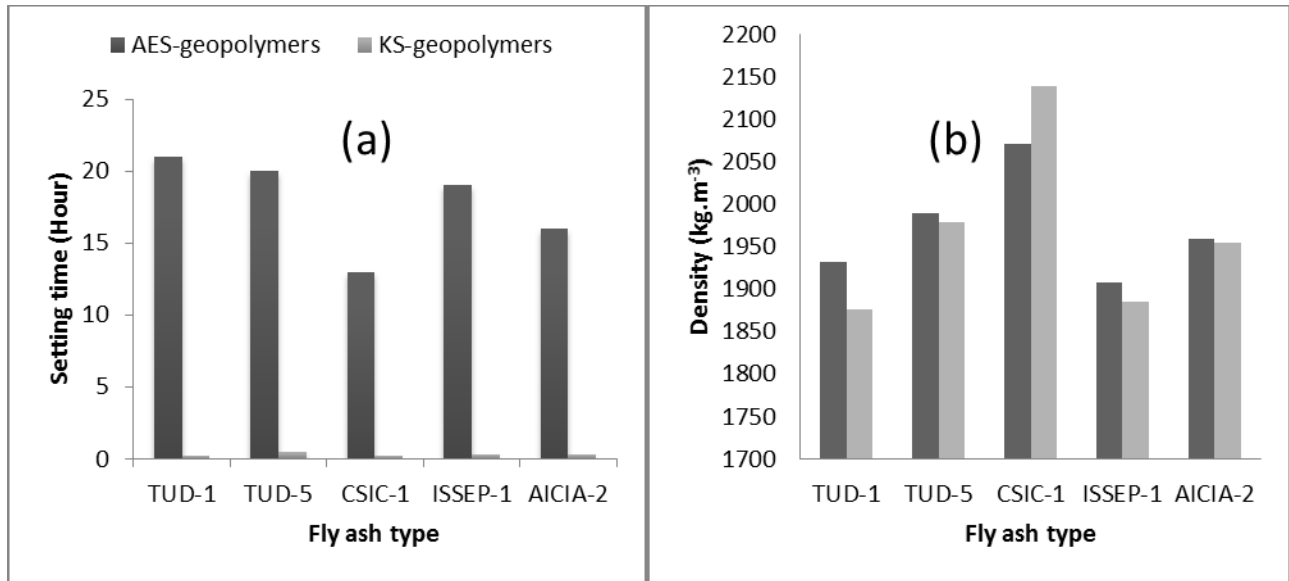 AES-geopolymers KS-geopolymers
25
20
15
10
5
0
Setting time (Hour)
(a)
TUD-1 TUD-5 CSIC-1 ISSEP-1 AICIA-2
Fly ash type
2200
2150
2100
2050
2000
1950
1900
1850
1800
1750
1700
Density (kg.m-3)
(b)
TUD-1 TUD-5 CSIC-1 ISSEP-1 AICIA-2
Fly ash type